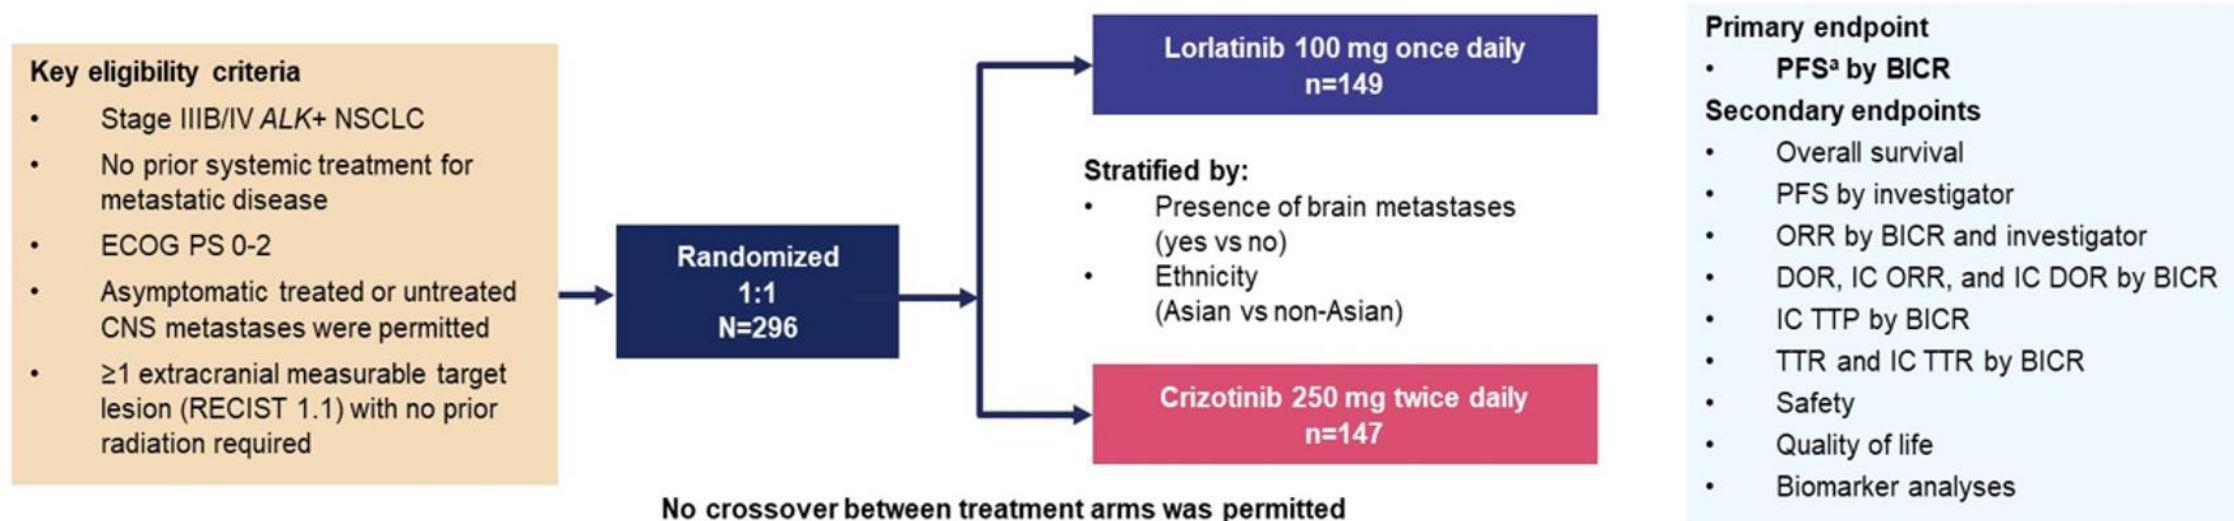 Key eligibility criteria
• Stage IIIB/IV ALK+ NSCLC
• No prior systemic treatment for
metastatic disease
• ECOG PS 0-2
• Asymptomatic treated or untreated
CNS metastases were permitted
• ≥1 extracranial measurable target
lesion (RECIST 1.1) with no prior
radiation required
Randomized
1:1
N=296
Lorlatinib 100 mg once daily
n=149
Stratified by:
• Presence of brain metastases
(yes vs no)
• Ethnicity
(Asian vs non-Asian)
Crizotinib 250 mg twice daily
n=147
No crossover between treatment arms was permitted
Primary endpoint
• PFSᵃ by BICR
Secondary endpoints
• Overall survival
• PFS by investigator
• ORR by BICR and investigator
• DOR, IC ORR, and IC DOR by BICR
• IC TTP by BICR
• TTR and IC TTR by BICR
• Safety
• Quality of life
• Biomarker analyses